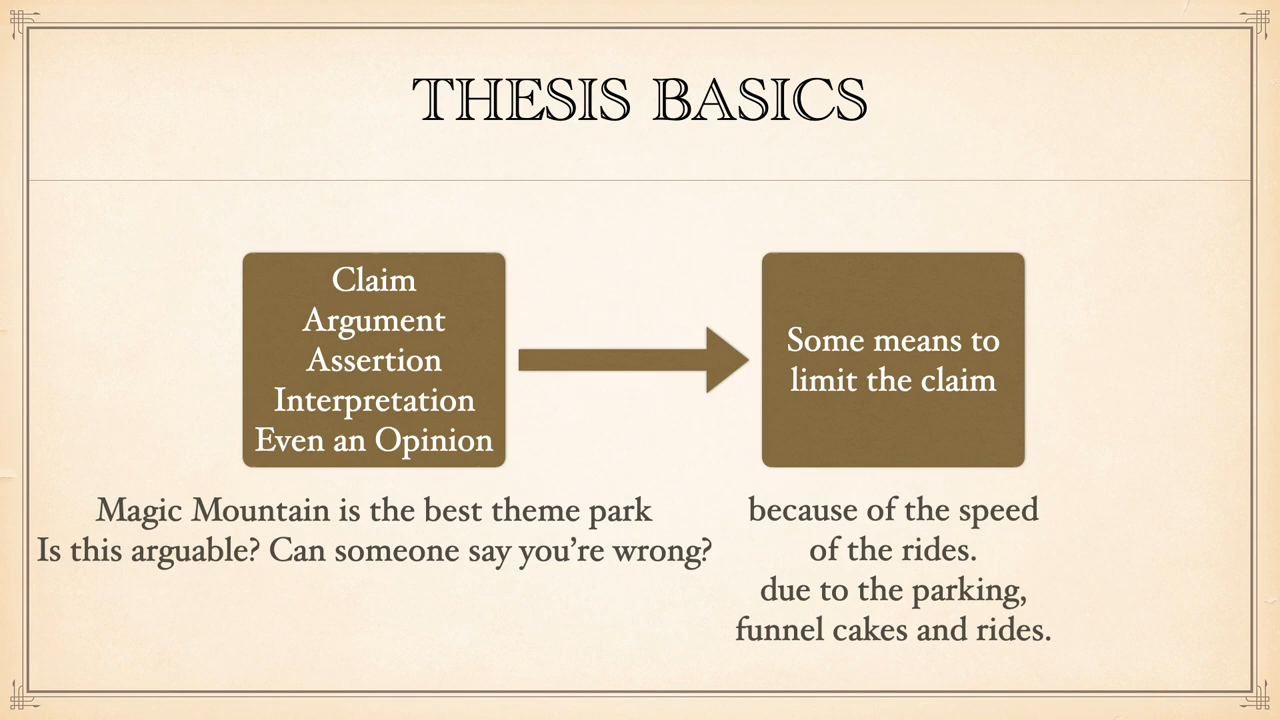 THESIS BASICS
Claim
Argument
Assertion
Interpretation
Even an Opinion
Some means to
limit the claim
Magic Mountain is the best theme park
Is this arguable? Can someone say you’re wrong?
because of the speed
of the rides.
due to the parking,
funnel cakes and rides.